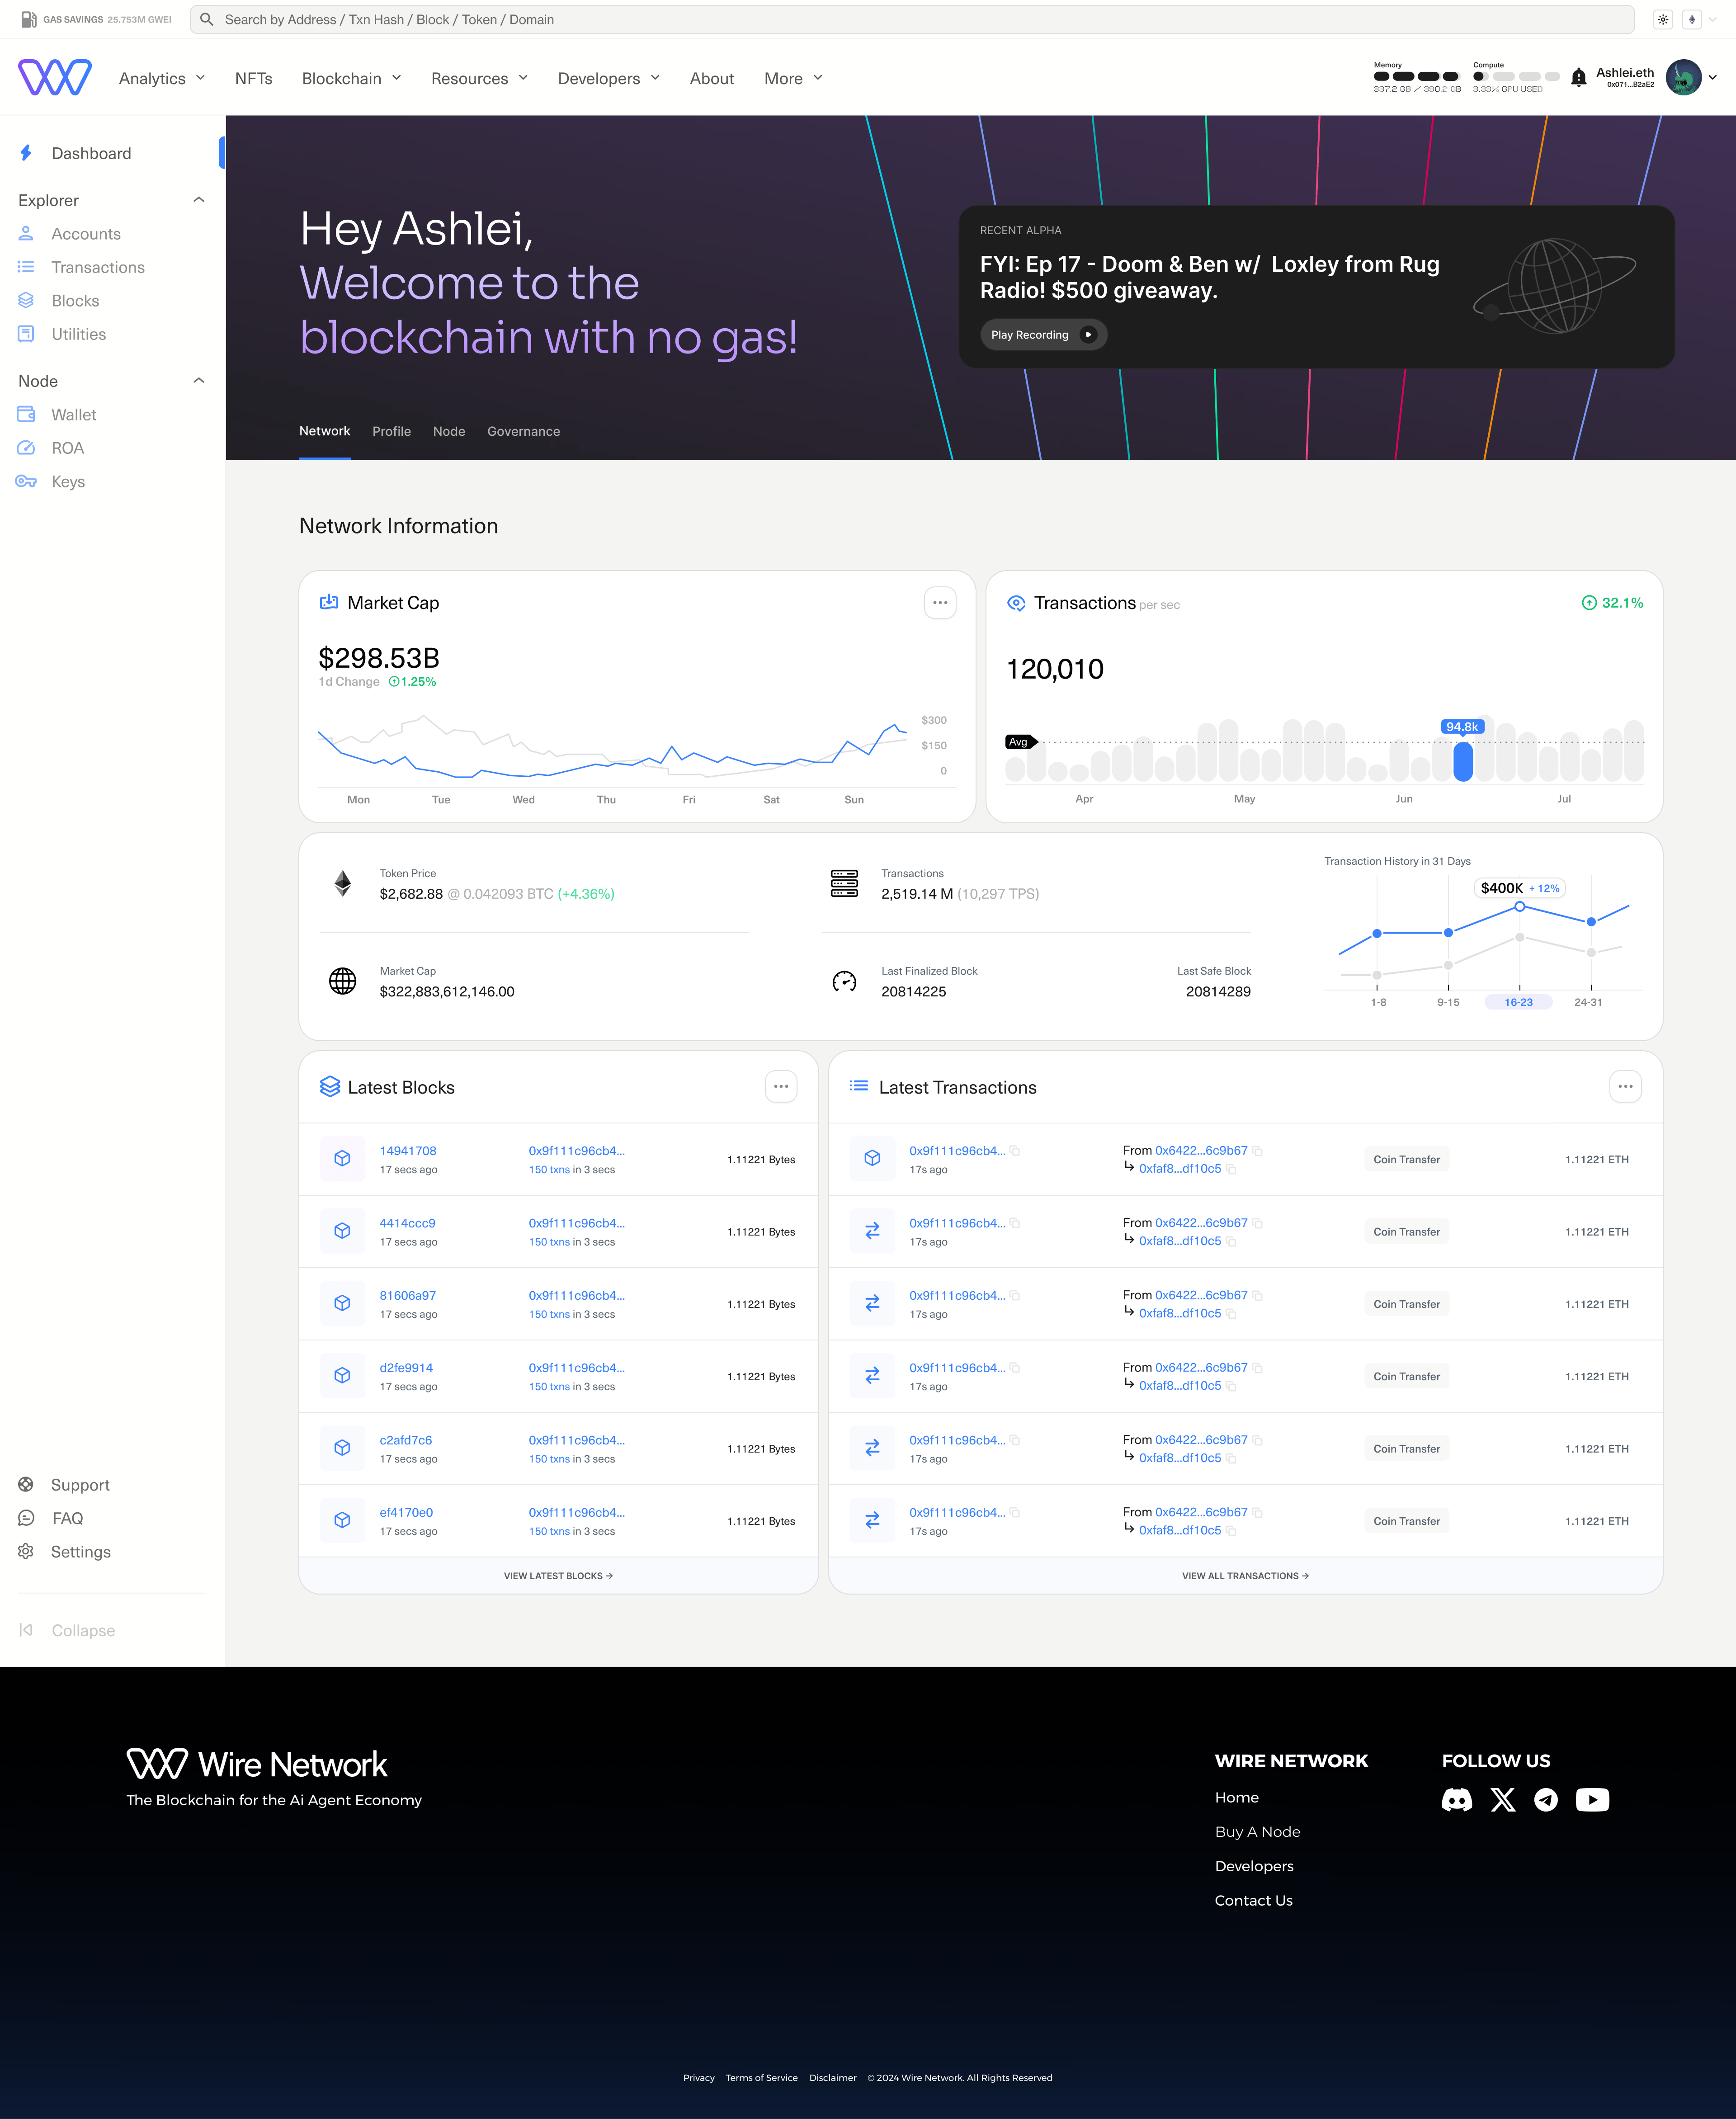 GAS SAVINGS 25.753M GWEI
Search by Address / Txn Hash / Block / Token / Domain
Analytics NFTs Blockchain Resources Developers About More
Memory
337.2 GB / 390.2 GB
Compute
3.33% GPU USED
Ashlei.eth
0x071...B2aE2
Dashboard
Explorer
Accounts
Transactions
Blocks
Utilities
Node
Wallet
ROA
Keys
Support
FAQ
Settings
Collapse
Hey Ashlei,
Welcome to the
blockchain with no gas!
RECENT ALPHA
FYI: Ep 17 - Doom & Ben w/ Loxley from Rug
Radio! $500 giveaway.
Play Recording
Network Profile Node Governance
Network Information
Market Cap
$298.53B
1d Change 1.25%
$300
$150
0
Mon Tue Wed Thu Fri Sat Sun
Transactions per sec
32.1%
120,010
94.8k
Avg
Apr May Jun Jul
Token Price
$2,682.88 @ 0.042093 BTC (+4.36%)
Transactions
2,519.14 M (10,297 TPS)
Market Cap
$322,883,612,146.00
Last Finalized Block
20814225
Last Safe Block
20814289
Transaction History in 31 Days
$400K + 12%
1-8 9-15 16-23 24-31
Latest Blocks
14941708 0x9f111c96cb4...
17 secs ago 150 txns in 3 secs
1.11221 Bytes
4414ccc9 0x9f111c96cb4...
17 secs ago 150 txns in 3 secs
1.11221 Bytes
81606a97 0x9f111c96cb4...
17 secs ago 150 txns in 3 secs
1.11221 Bytes
d2fe9914 0x9f111c96cb4...
17 secs ago 150 txns in 3 secs
1.11221 Bytes
c2afd7c6 0x9f111c96cb4...
17 secs ago 150 txns in 3 secs
1.11221 Bytes
ef4170e0 0x9f111c96cb4...
17 secs ago 150 txns in 3 secs
1.11221 Bytes
VIEW LATEST BLOCKS →
Latest Transactions
0x9f111c96cb4... From 0x6422...6c9b67
17s ago 0xfaf8...df10c5
Coin Transfer 1.11221 ETH
0x9f111c96cb4... From 0x6422...6c9b67
17s ago 0xfaf8...df10c5
Coin Transfer 1.11221 ETH
0x9f111c96cb4... From 0x6422...6c9b67
17s ago 0xfaf8...df10c5
Coin Transfer 1.11221 ETH
0x9f111c96cb4... From 0x6422...6c9b67
17s ago 0xfaf8...df10c5
Coin Transfer 1.11221 ETH
0x9f111c96cb4... From 0x6422...6c9b67
17s ago 0xfaf8...df10c5
Coin Transfer 1.11221 ETH
0x9f111c96cb4... From 0x6422...6c9b67
17s ago 0xfaf8...df10c5
Coin Transfer 1.11221 ETH
VIEW ALL TRANSACTIONS →
Wire Network
The Blockchain for the Ai Agent Economy
WIRE NETWORK
Home
Buy A Node
Developers
Contact Us
FOLLOW US
Privacy Terms of Service Disclaimer © 2024 Wire Network. All Rights Reserved